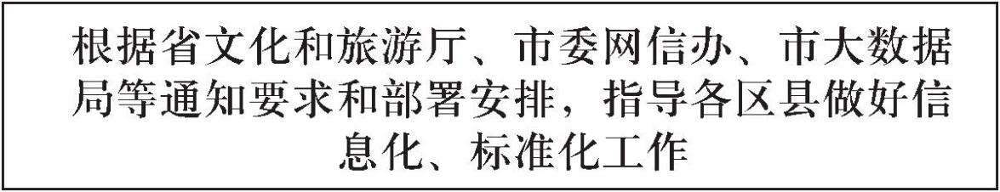 根据省文化和旅游厅、市委网信办、市大数据
局等通知要求和部署安排，指导各区县做好信
息化、标准化工作